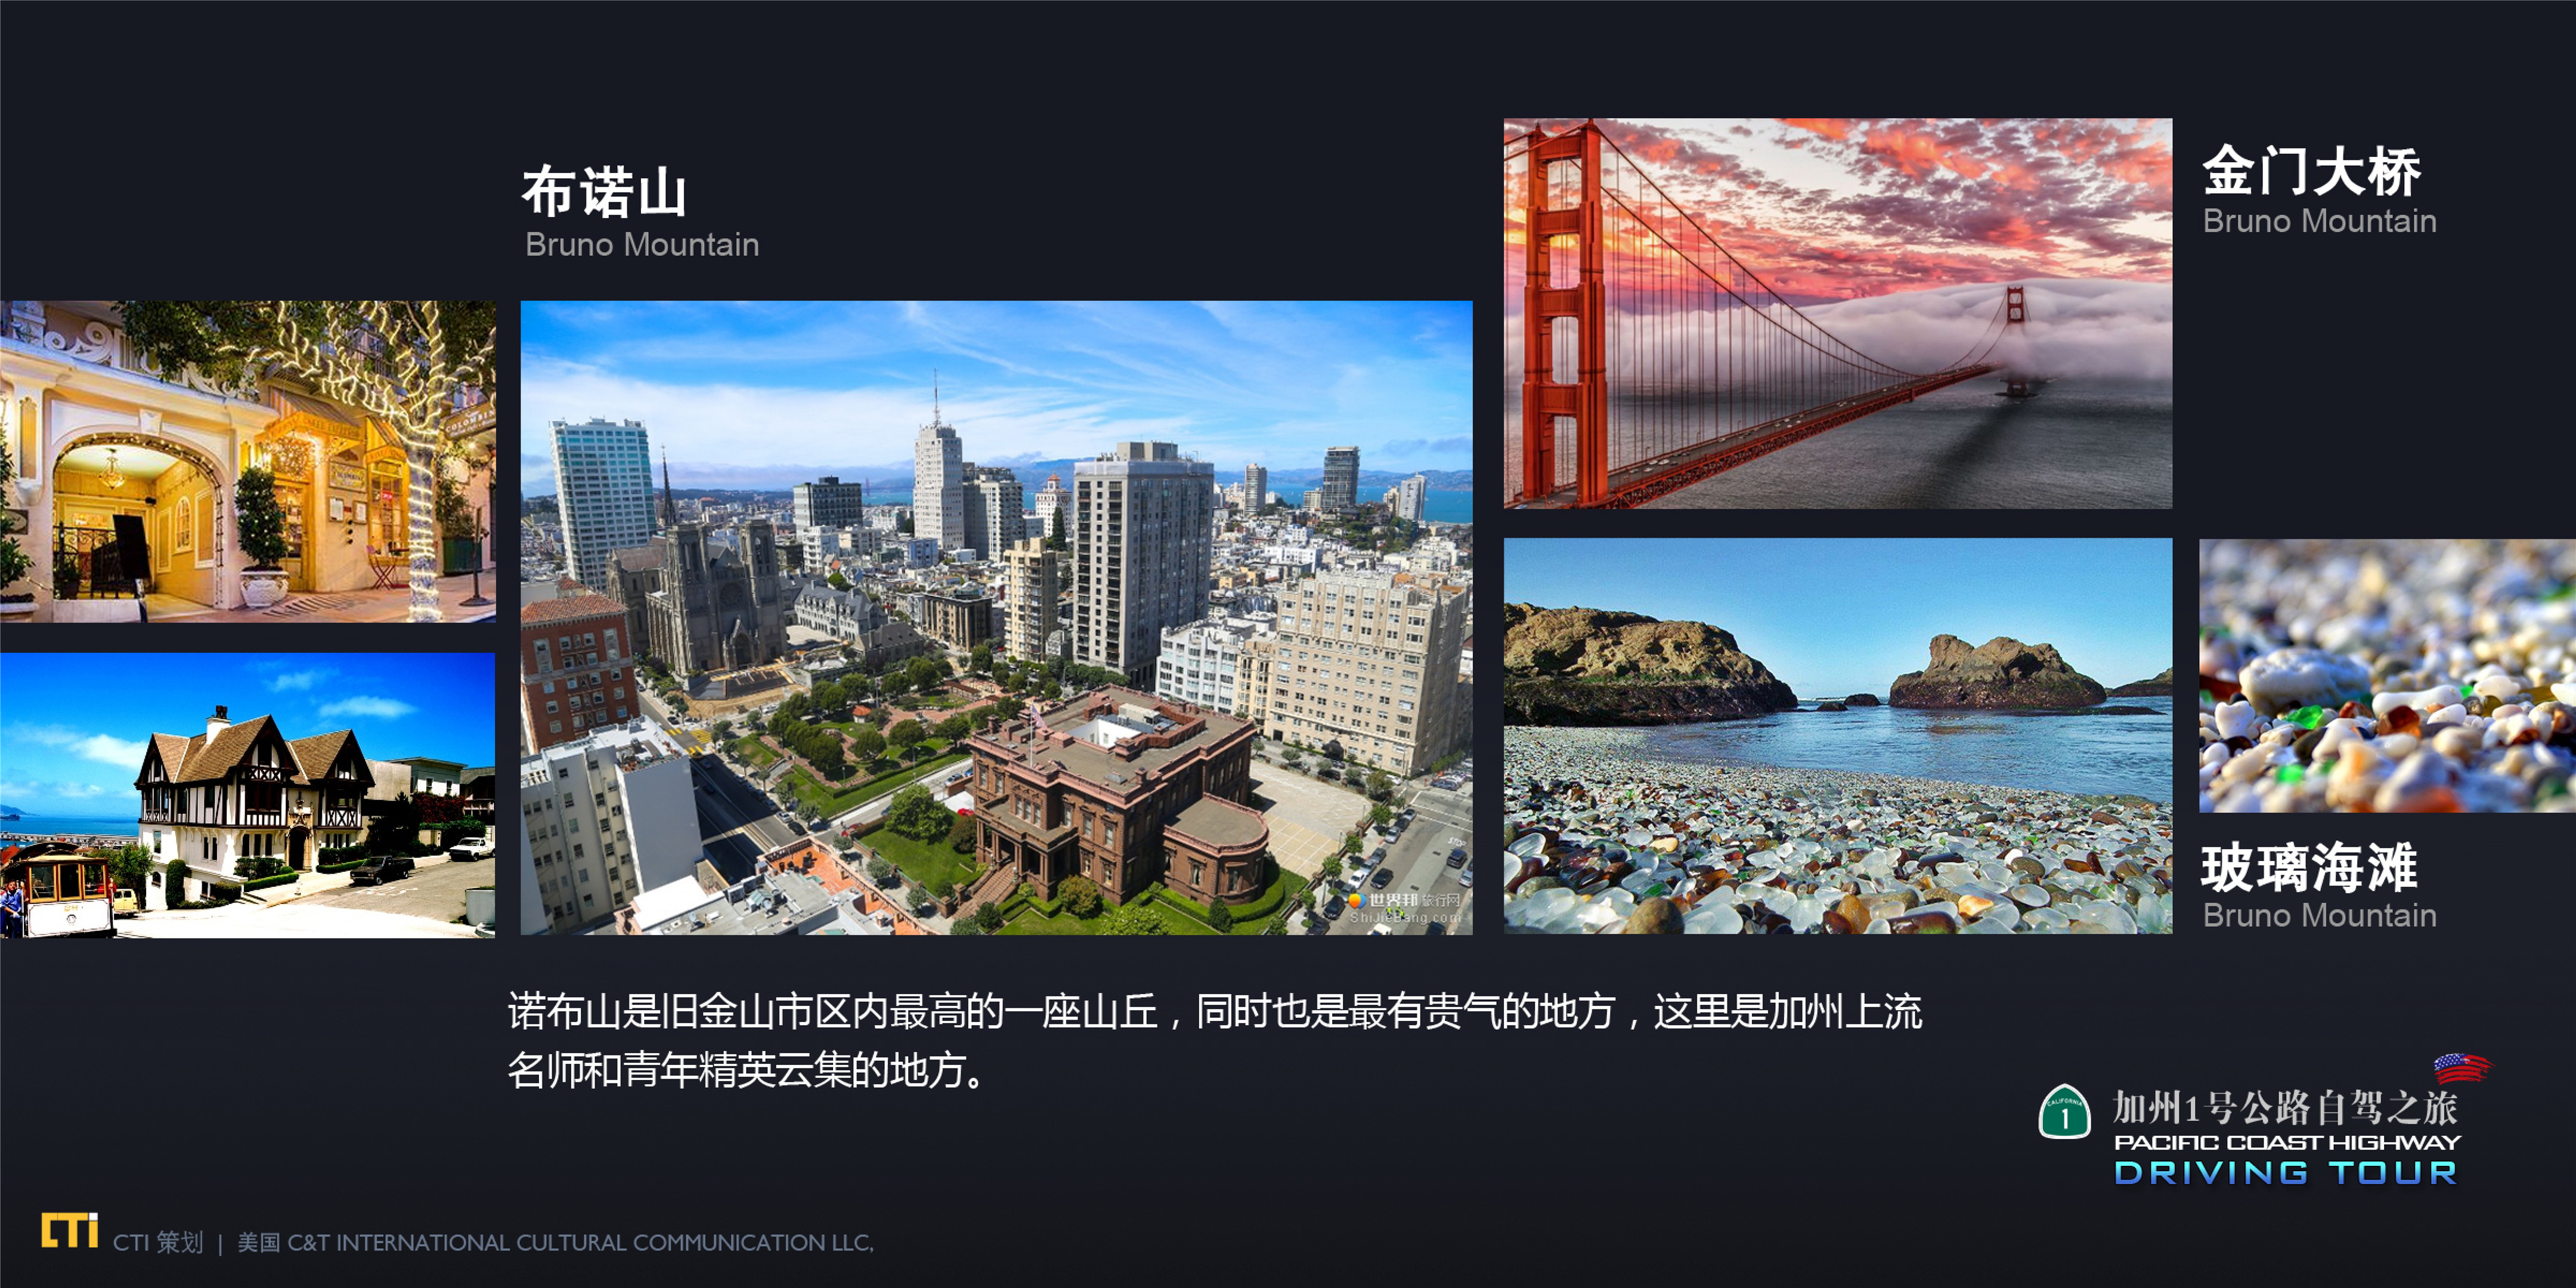 布诺山
Bruno Mountain
金门大桥
Bruno Mountain
世界邦旅行网
ShiJieBang.com
玻璃海滩
Bruno Mountain
诺布山是旧金山市区内最高的一座山丘，同时也是最有贵气的地方，这里是加州上流
名师和青年精英云集的地方。
CALIFORNIA
1
加州1号公路自驾之旅
PACIFIC COAST HIGHWAY
DRIVING TOUR
CTi
CTI 策划 | 美国 C&T INTERNATIONAL CULTURAL COMMUNICATION LLC,